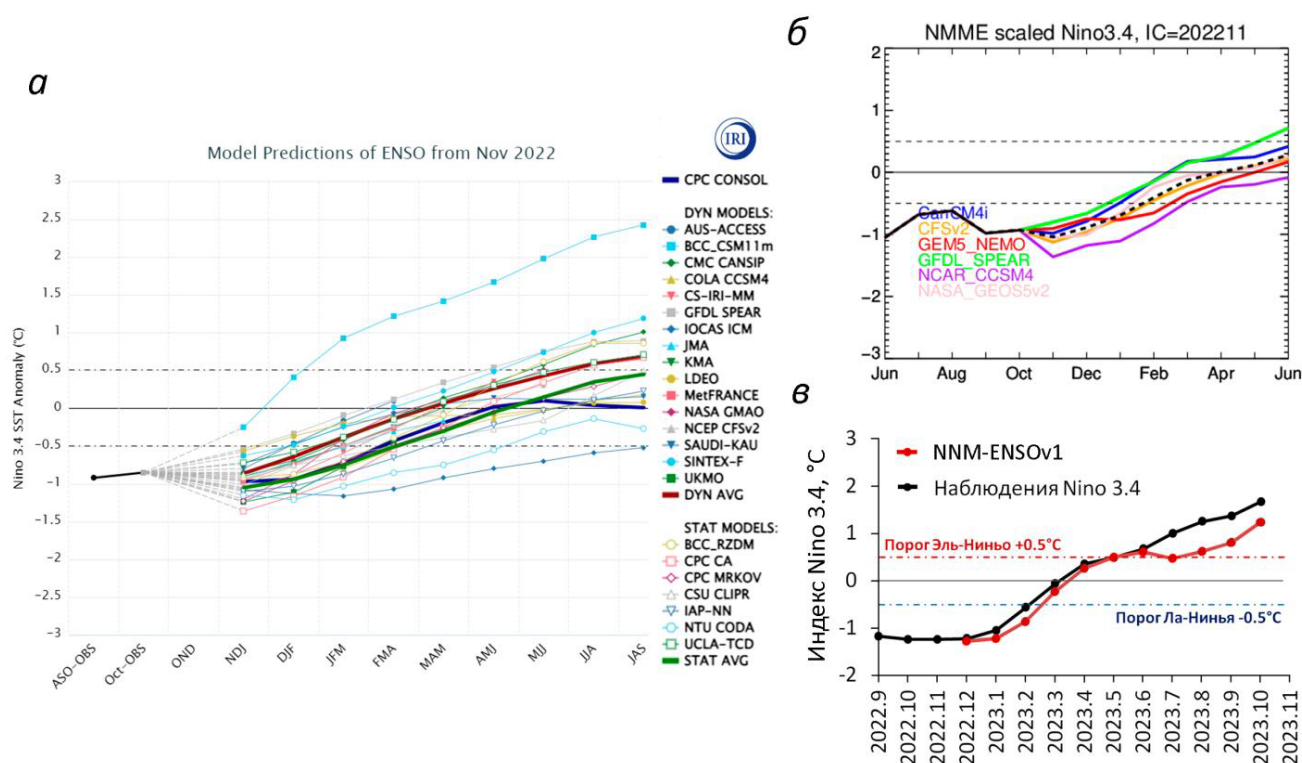 а
IRI
Model Predictions of ENSO from Nov 2022
Nino 3.4 SST Anomaly (°C)
3
2.5
2
1.5
1
0.5
0
−0.5
−1
−1.5
−2
−2.5
−3
ASO-OBS
Oct-OBS
OND
NDJ
DJF
JFM
FMA
MAM
AMJ
MJJ
JJA
JAS
CPC CONSOL
DYN MODELS:
AUS-ACCESS
BCC_CSM11m
CMC CANSIP
COLA CCSM4
CS-IRI-MM
GFDL SPEAR
IOCAS ICM
JMA
KMA
LDEO
MetFRANCE
NASA GMAO
NCEP CFSv2
SAUDI-KAU
SINTEX-F
UKMO
DYN AVG
STAT MODELS:
BCC_RZDM
CPC CA
CPC MRKOV
CSU CLIPR
IAP-NN
NTU CODA
UCLA-TCD
STAT AVG
б
NMME scaled Nino3.4, IC=202211
2
1
0
−1
−2
−3
CanCM4i
CFSv2
GEM5_NEMO
GFDL_SPEAR
NCAR_CCSM4
NASA_GEOS5v2
Jun
Aug
Oct
Dec
Feb
Apr
Jun
в
Индекс Nino 3.4, °C
3
2
1
0
-1
-2
NNM-ENSOv1
Наблюдения Nino 3.4
Порог Эль-Ниньо +0.5°C
Порог Ла-Нинья -0.5°C
2022.9
2022.10
2022.11
2022.12
2023.1
2023.2
2023.3
2023.4
2023.5
2023.6
2023.7
2023.8
2023.9
2023.10
2023.11